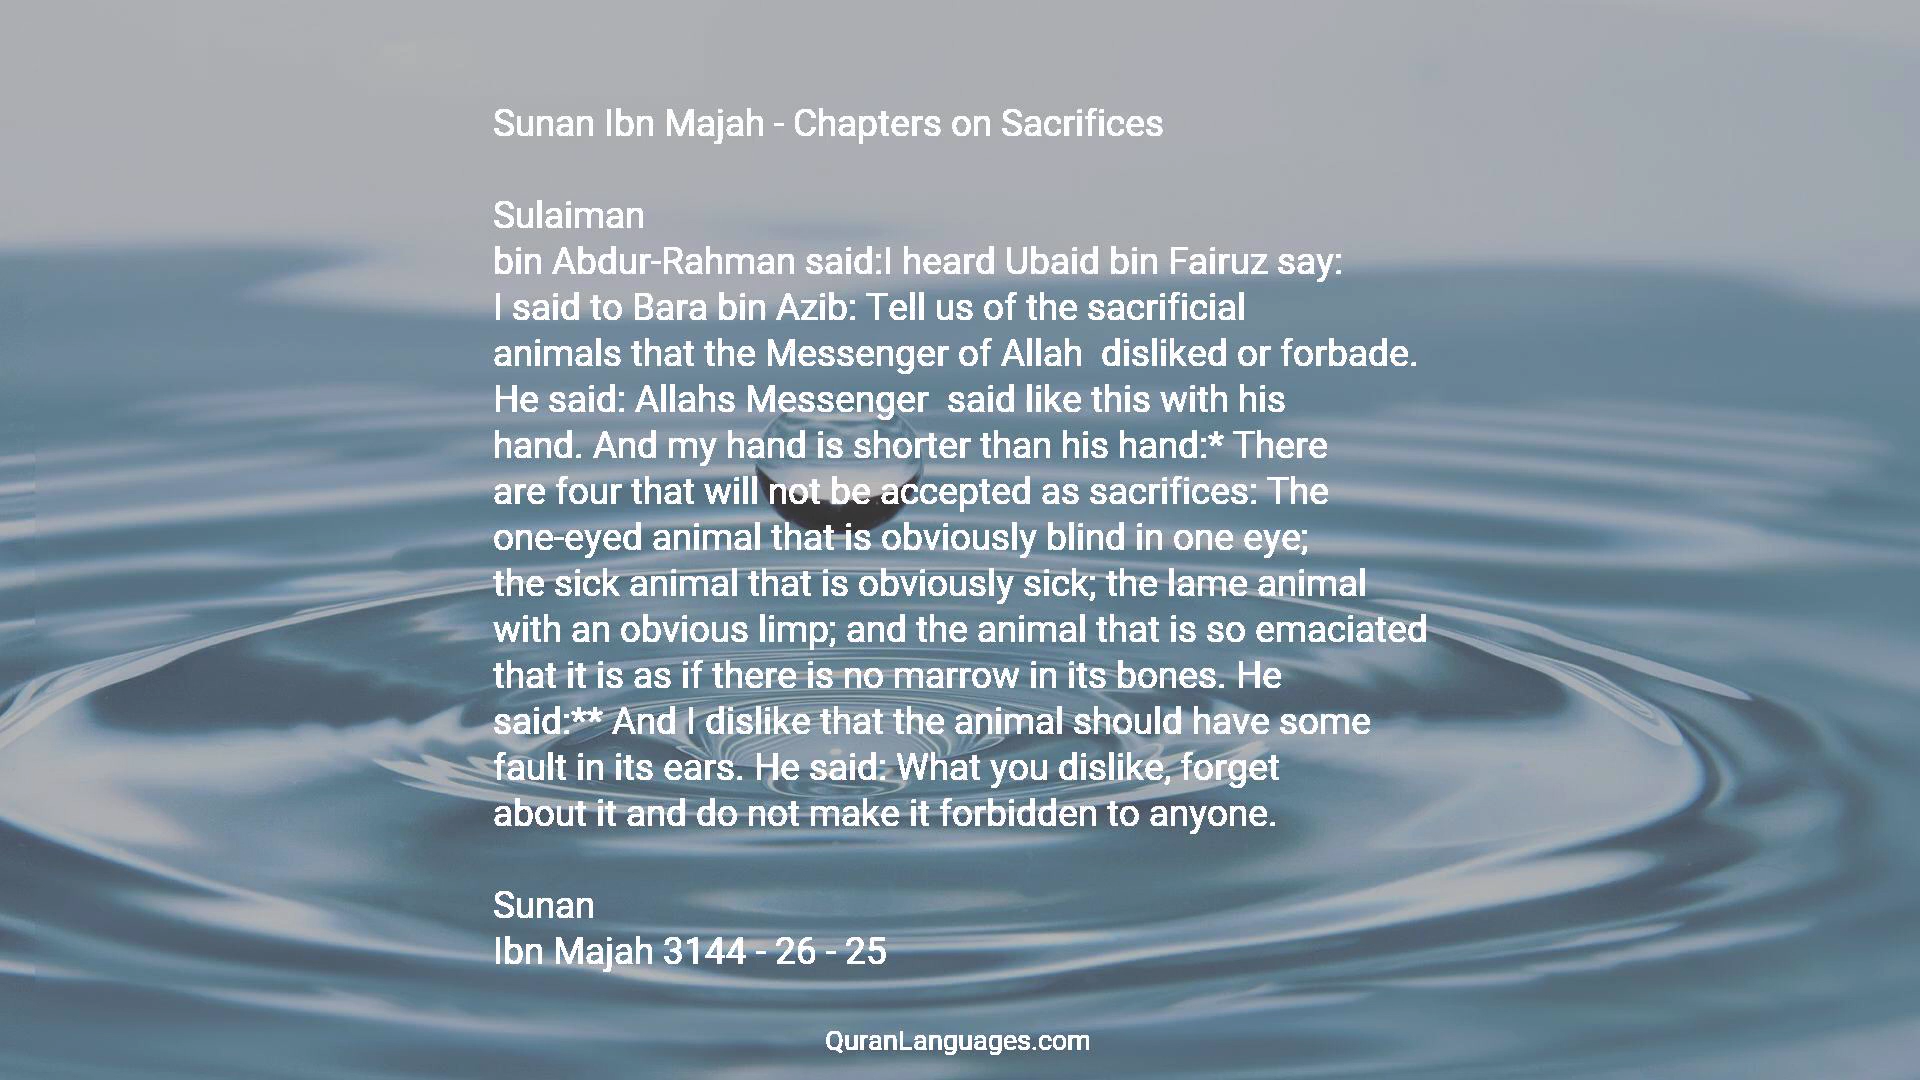 Sunan Ibn Majah - Chapters on Sacrifices
Sulaiman
bin Abdur-Rahman said:I heard Ubaid bin Fairuz say:
I said to Bara bin Azib: Tell us of the sacrificial
animals that the Messenger of Allah  disliked or forbade.
He said: Allahs Messenger  said like this with his
hand. And my hand is shorter than his hand:* There
are four that will not be accepted as sacrifices: The
one-eyed animal that is obviously blind in one eye;
the sick animal that is obviously sick; the lame animal
with an obvious limp; and the animal that is so emaciated
that it is as if there is no marrow in its bones. He
said:** And I dislike that the animal should have some
fault in its ears. He said: What you dislike, forget
about it and do not make it forbidden to anyone.
Sunan
Ibn Majah 3144 - 26 - 25
QuranLanguages.com